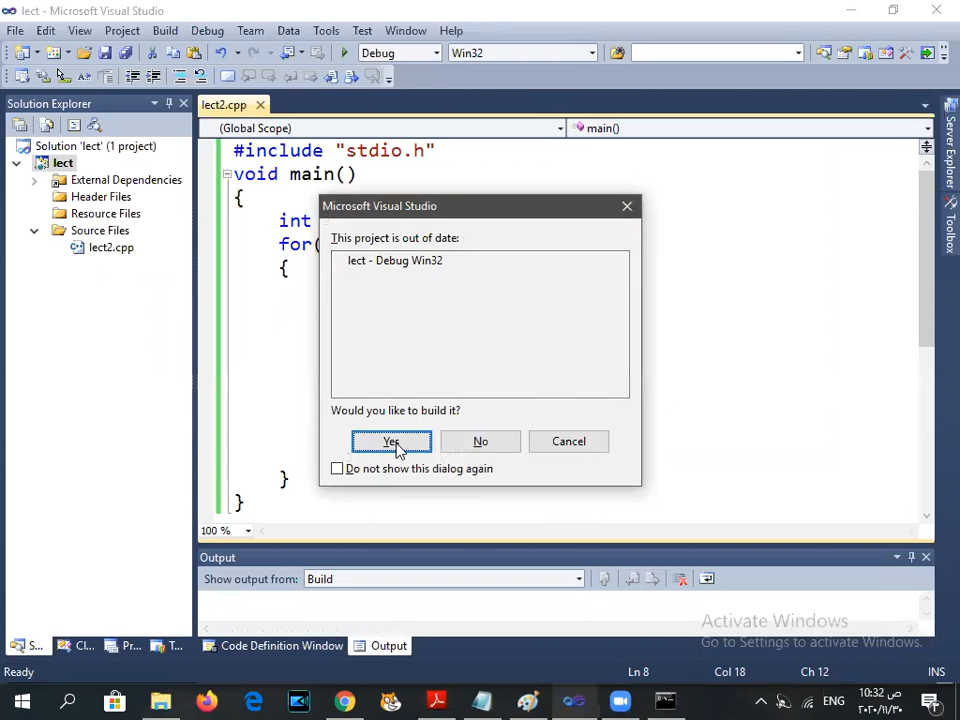 lect - Microsoft Visual Studio
File Edit View Project Build Debug Team Data Tools Test Window Help
Debug Win32
Solution Explorer
lect2.cpp
(Global Scope) main()
Solution 'lect' (1 project)
lect
External Dependencies
Header Files
Resource Files
Source Files
lect2.cpp
#include "stdio.h"
void main()
{
int
for(
{
}
}
100 %
Microsoft Visual Studio
This project is out of date:
lect - Debug Win32
Would you like to build it?
Yes No Cancel
Do not show this dialog again
Server Explorer
Toolbox
Output
Show output from: Build
Activate Windows
Go to Settings to activate Windows.
S... Cl... Pr... T... Code Definition Window Output
Ready Ln 8 Col 18 Ch 12 INS
ENG
10:32 ص
٢٠٢٠/١١/٣٠